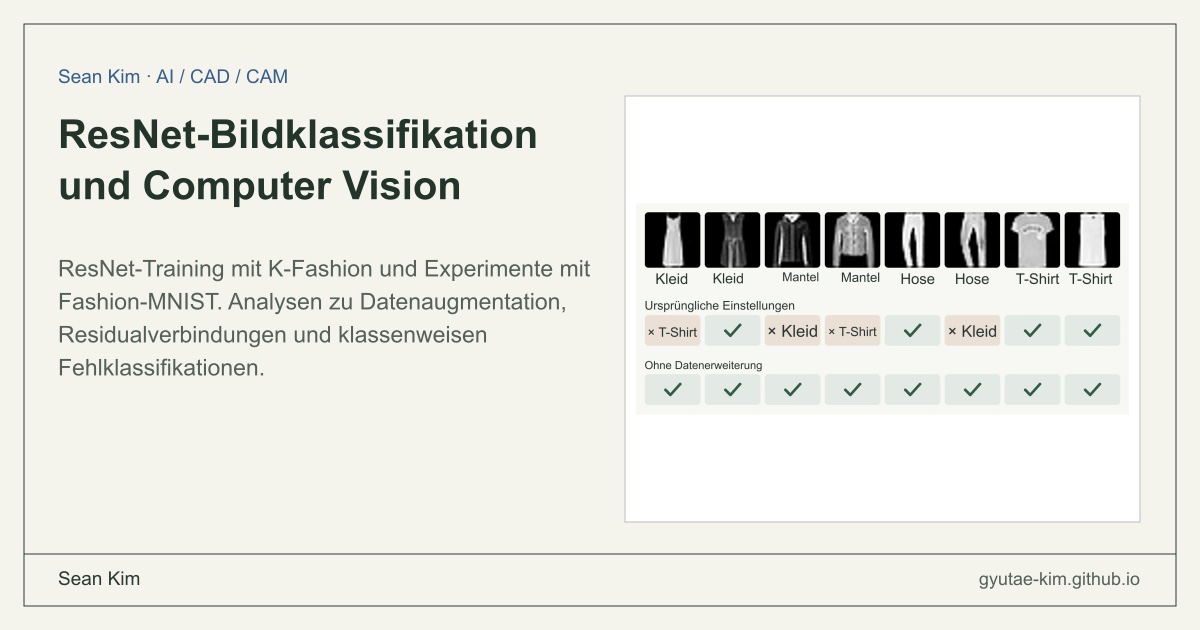 Sean Kim · AI / CAD / CAM
ResNet-Bildklassifikation
und Computer Vision
ResNet-Training mit K-Fashion und Experimente mit
Fashion-MNIST. Analysen zu Datenaugmentation,
Residualverbindungen und klassenweisen
Fehlklassifikationen.
Kleid Kleid Mantel Mantel Hose Hose T-Shirt T-Shirt
Ursprüngliche Einstellungen
× T-Shirt ✓ × Kleid × T-Shirt ✓ × Kleid ✓ ✓
Ohne Datenerweiterung
✓ ✓ ✓ ✓ ✓ ✓ ✓ ✓
Sean Kim
gyutae-kim.github.io